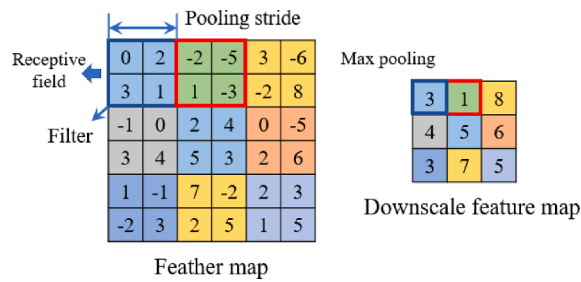 Pooling stride
Receptive
field
Filter
0 2 -2 -5 3 -6
3 1 1 -3 -2 8
-1 0 2 4 0 -5
3 4 5 3 2 6
1 -1 7 -2 2 3
-2 3 2 5 1 5
Feather map
Max pooling
3 1 8
4 5 6
3 7 5
Downscale feature map